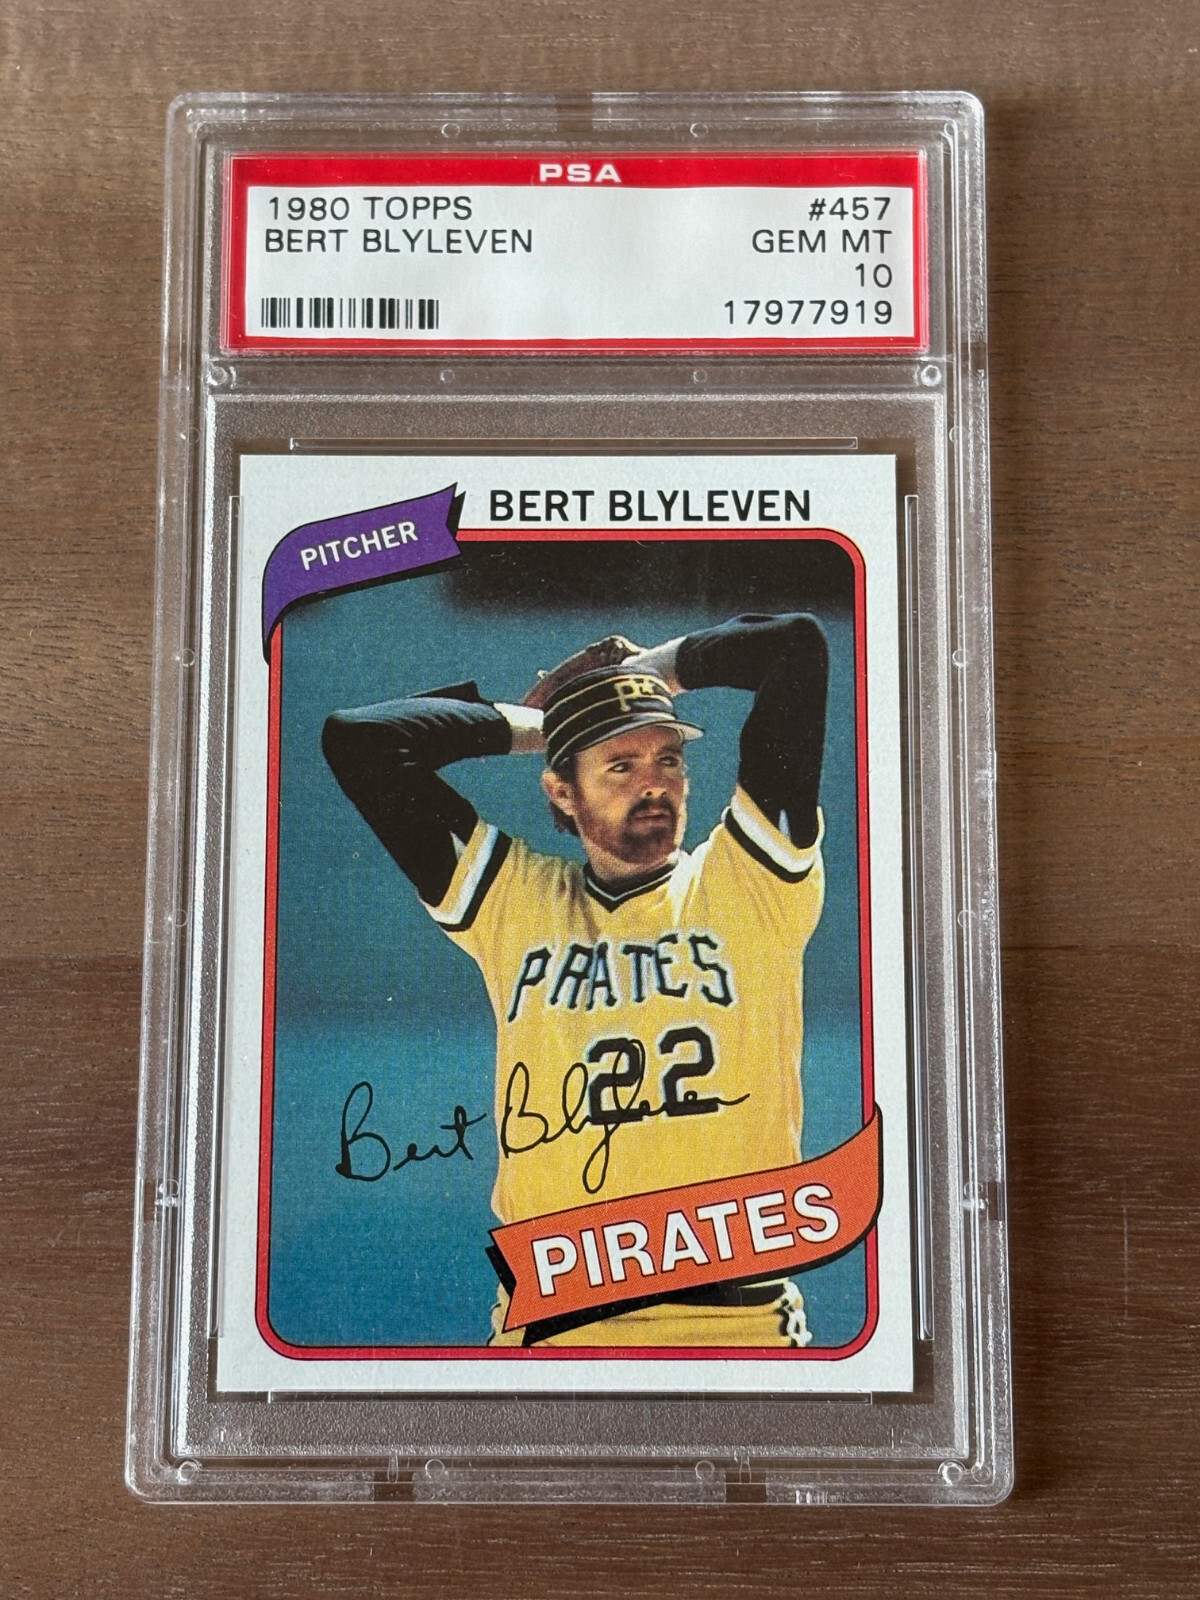 PSA
1980 TOPPS #457
BERT BLYLEVEN GEM MT
10
17977919
BERT BLYLEVEN
PITCHER
P
PIRATES
22
Bert Blyleven
PIRATES